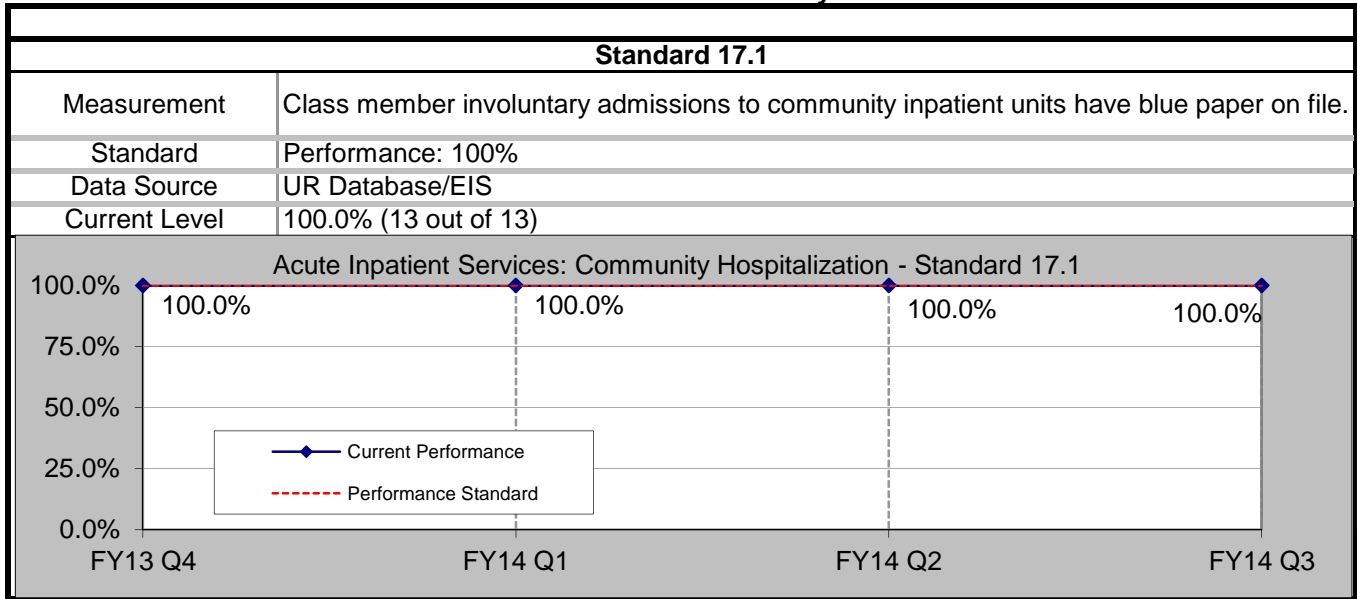 Standard 17.1
Measurement Class member involuntary admissions to community inpatient units have blue paper on file.
Standard Performance: 100%
Data Source UR Database/EIS
Current Level 100.0% (13 out of 13)
Acute Inpatient Services: Community Hospitalization - Standard 17.1
100.0%
100.0% 100.0% 100.0% 100.0%
75.0%
50.0%
Current Performance
25.0%
Performance Standard
0.0%
FY13 Q4 FY14 Q1 FY14 Q2 FY14 Q3